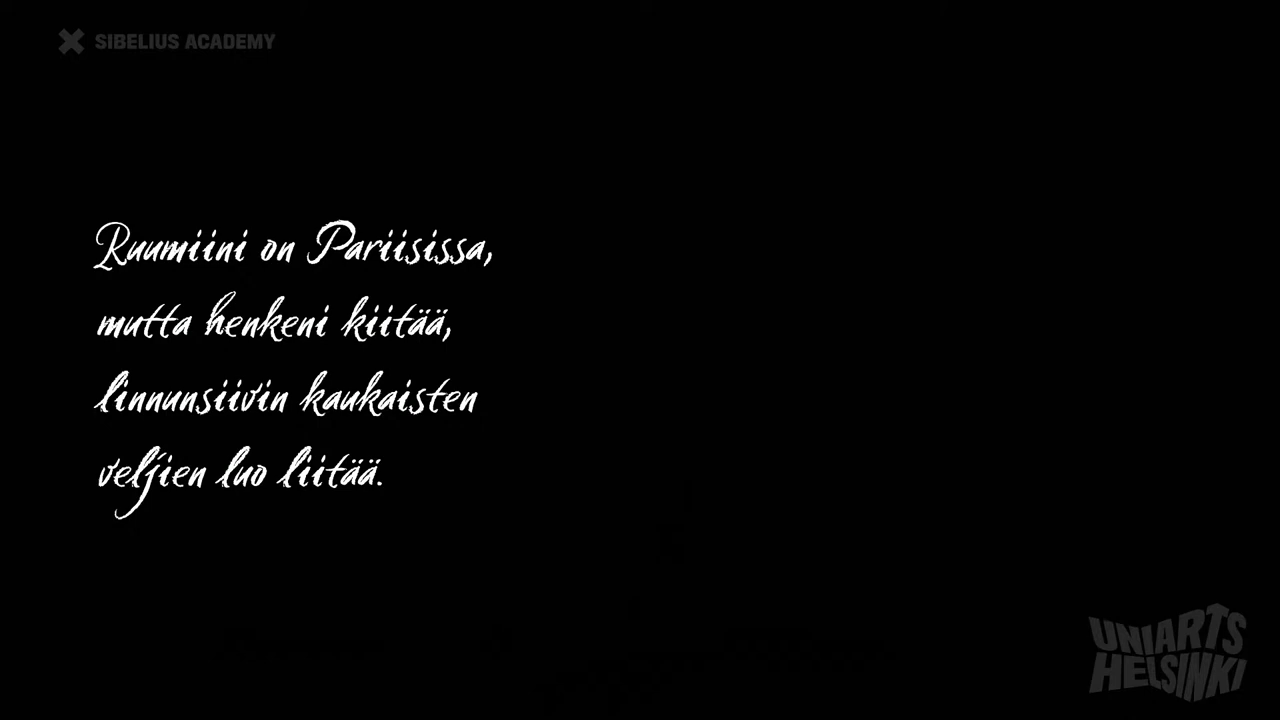 SIBELIUS ACADEMY
Ruumiini on Pariisissa,
mutta henkeni kiitää,
linnunsiivin kaukaisten
veljien luo liitää.
UNIARTS
HELSINKI